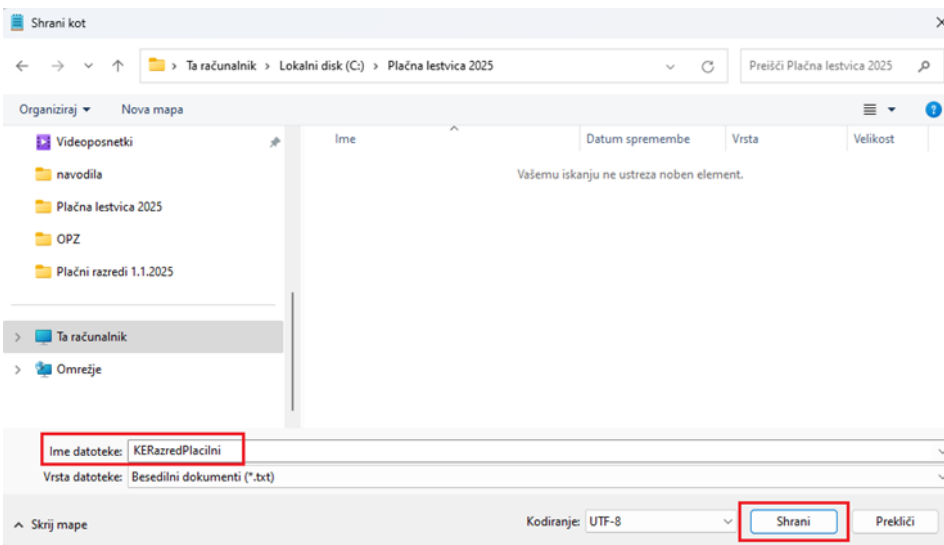 Shrani kot
Ta računalnik > Lokalni disk (C:) > Plačna lestvica 2025
Preišči Plačna lestvica 2025
Organiziraj
Nova mapa
Videoposnetki
navodila
Plačna lestvica 2025
OPZ
Plačni razredi 1.1.2025
Ta računalnik
Omrežje
Ime Datum spremembe Vrsta Velikost
Vašemu iskanju ne ustreza noben element.
Ime datoteke: KERazredPlacilni
Vrsta datoteke: Besedilni dokumenti (*.txt)
Skrij mape
Kodiranje: UTF-8
Shrani
Prekliči